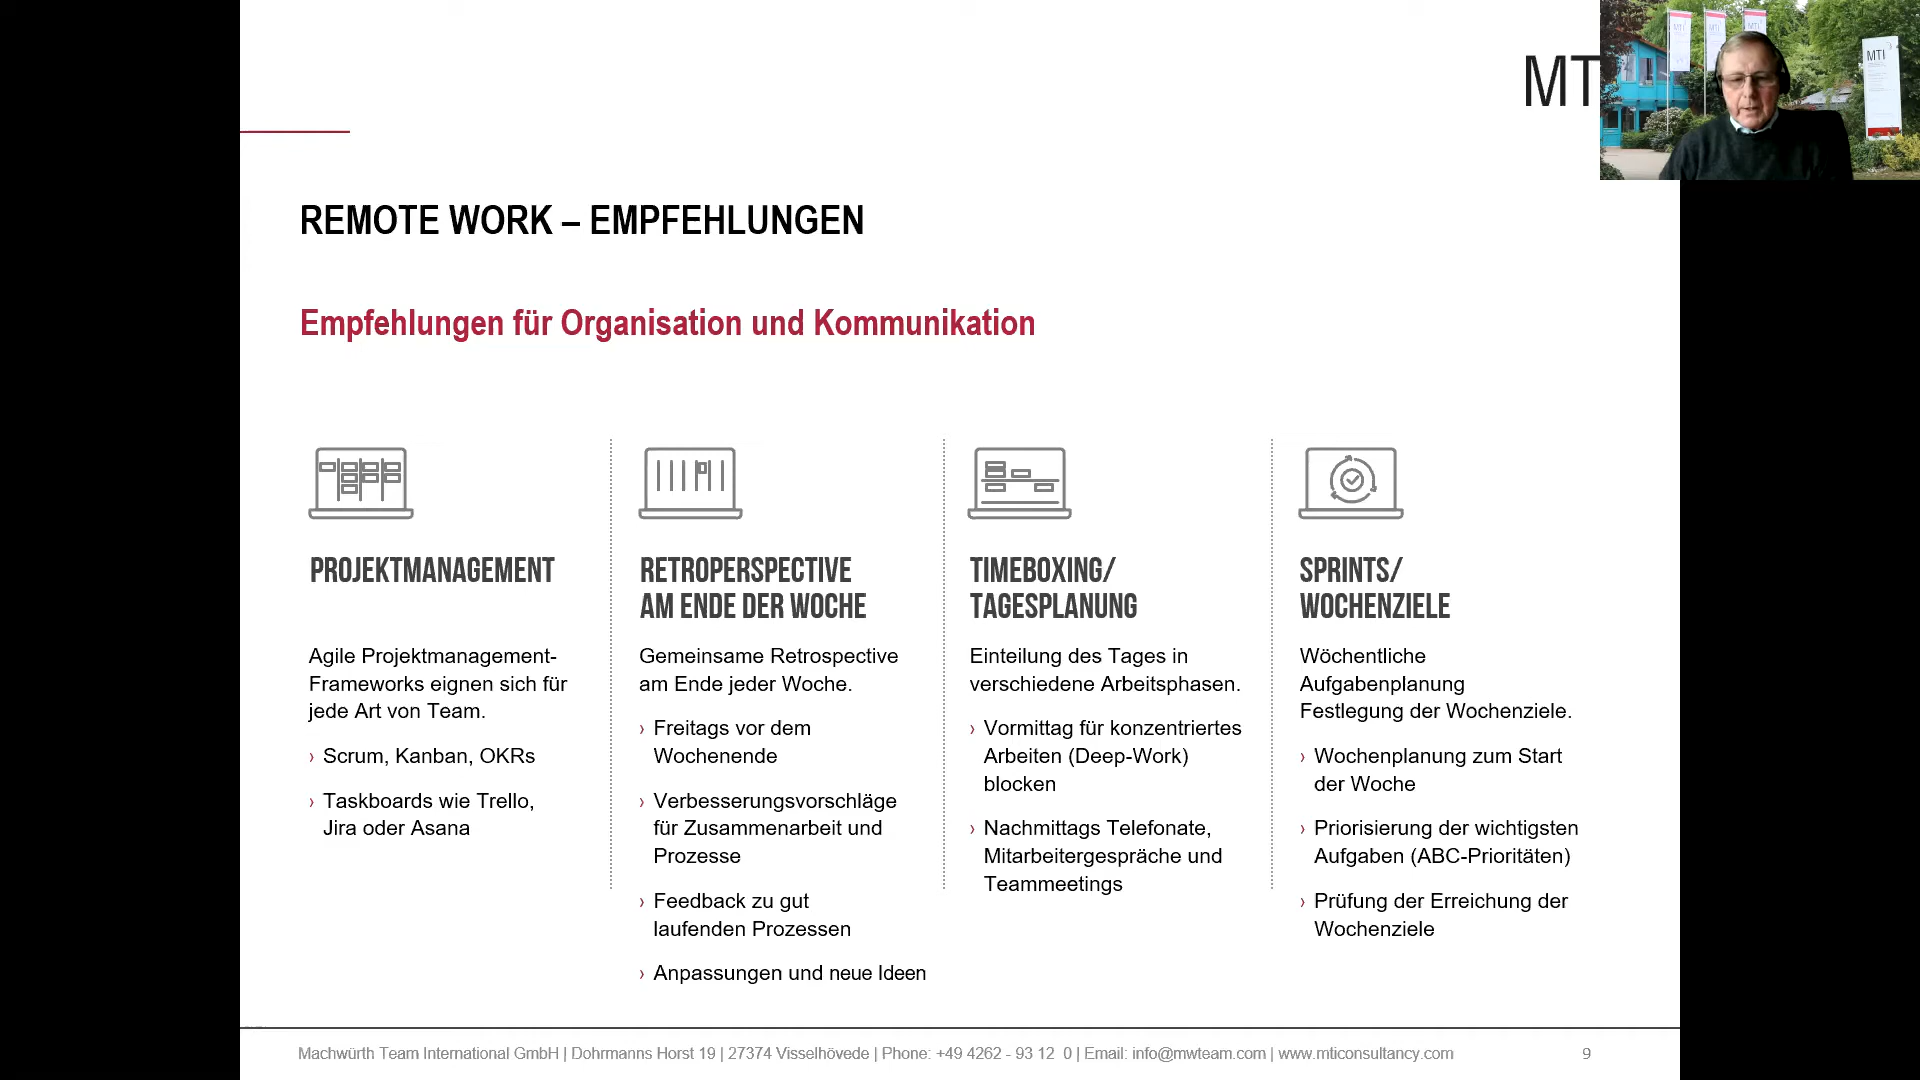 MT
MTI
MTI
MTI
MTI
REMOTE WORK – EMPFEHLUNGEN
Empfehlungen für Organisation und Kommunikation
PROJEKTMANAGEMENT
Agile Projektmanagement-
Frameworks eignen sich für
jede Art von Team.
› Scrum, Kanban, OKRs
› Taskboards wie Trello,
Jira oder Asana
RETROPERSPECTIVE
AM ENDE DER WOCHE
Gemeinsame Retrospective
am Ende jeder Woche.
› Freitags vor dem
Wochenende
› Verbesserungsvorschläge
für Zusammenarbeit und
Prozesse
› Feedback zu gut
laufenden Prozessen
› Anpassungen und neue Ideen
TIMEBOXING/
TAGESPLANUNG
Einteilung des Tages in
verschiedene Arbeitsphasen.
› Vormittag für konzentriertes
Arbeiten (Deep-Work)
blocken
› Nachmittags Telefonate,
Mitarbeitergespräche und
Teammeetings
SPRINTS/
WOCHENZIELE
Wöchentliche
Aufgabenplanung
Festlegung der Wochenziele.
› Wochenplanung zum Start
der Woche
› Priorisierung der wichtigsten
Aufgaben (ABC-Prioritäten)
› Prüfung der Erreichung der
Wochenziele
Machwürth Team International GmbH | Dohrmanns Horst 19 | 27374 Visselhövede | Phone: +49 4262 - 93 12 0 | Email: info@mwteam.com | www.mticonsultancy.com
9